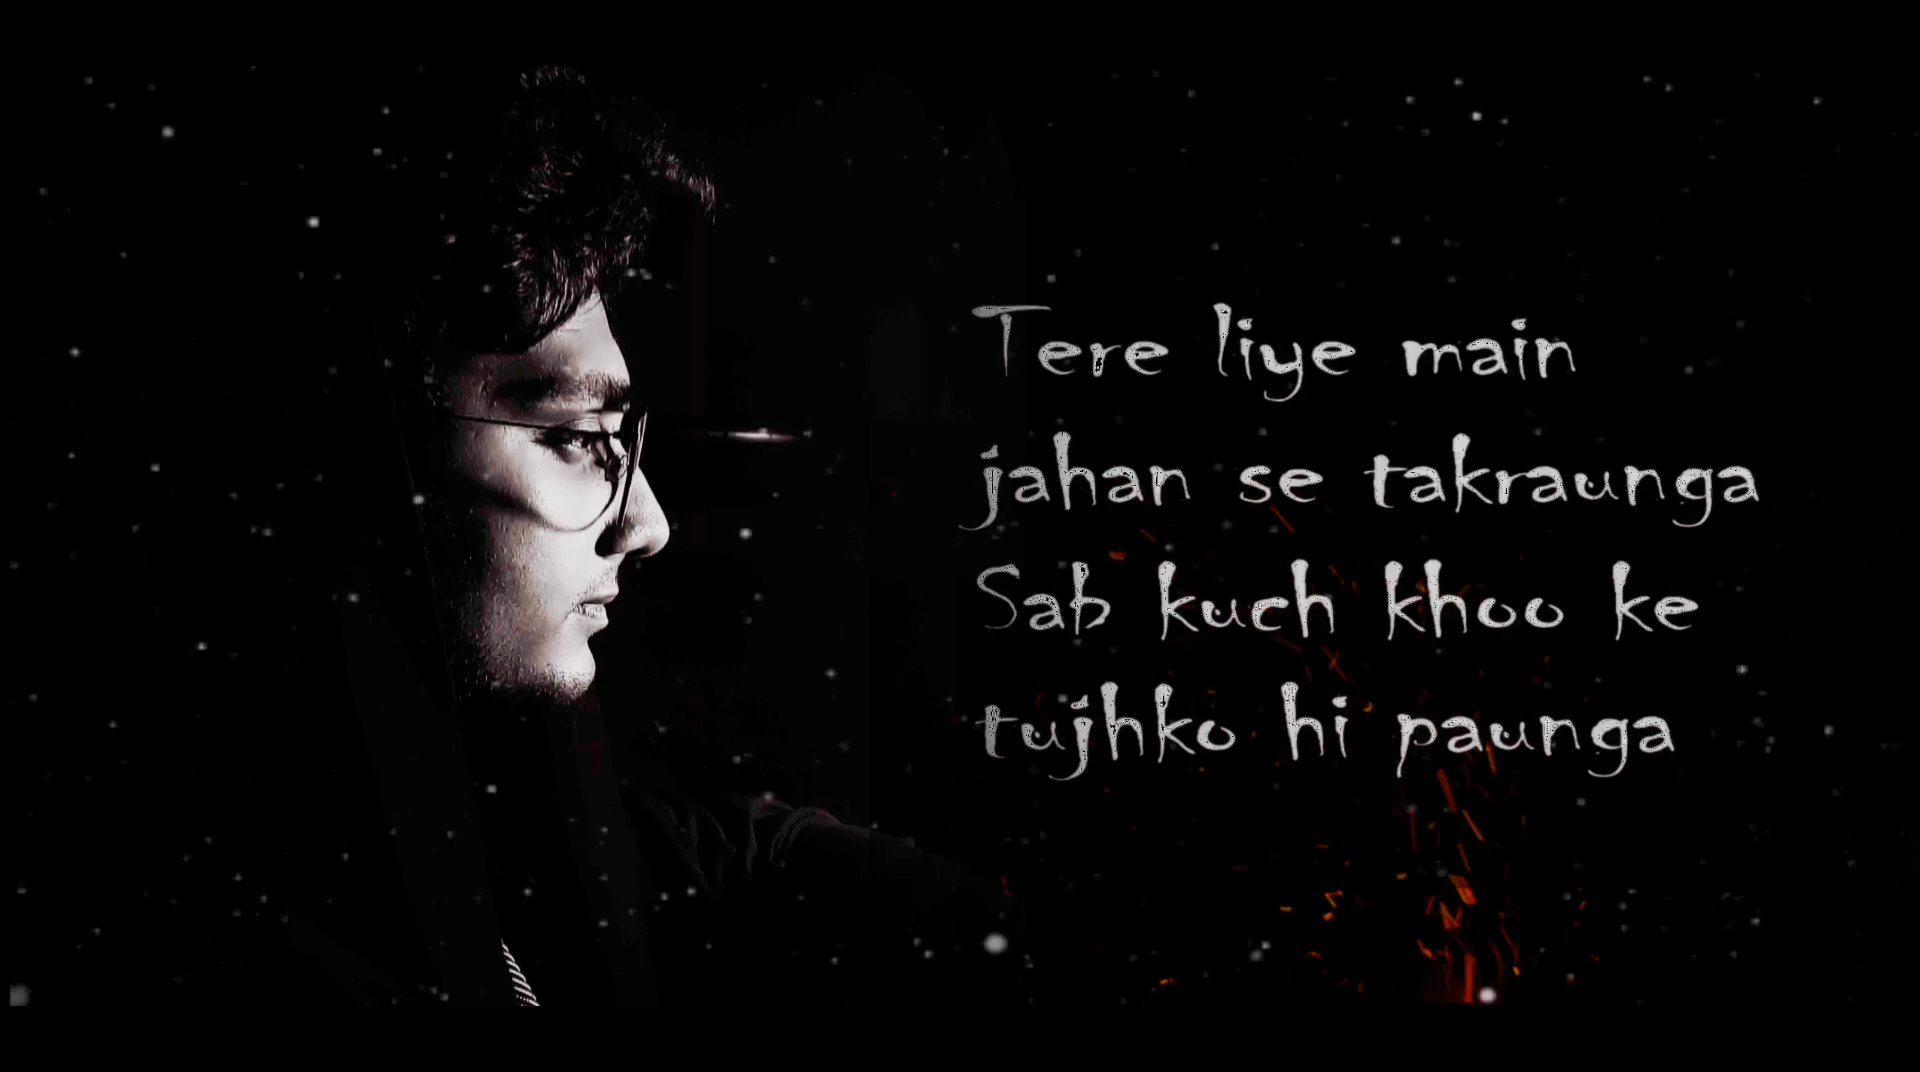 Tere liye main
jahan se takraunga
Sab kuch khoo ke
tujhko hi paunga